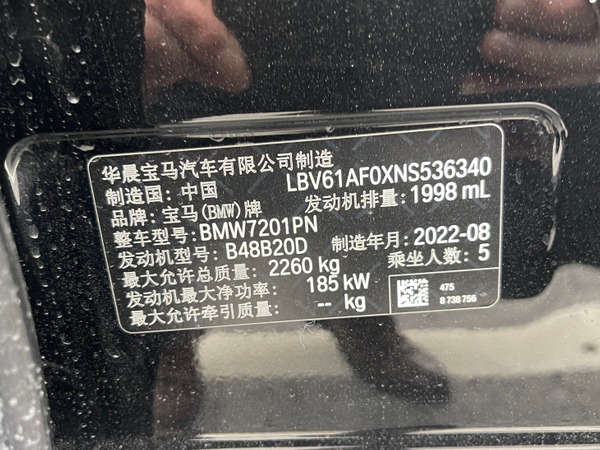 华晨宝马汽车有限公司制造
制造国: 中国 LBV61AF0XNS536340
品牌: 宝马(BMW)牌 发动机排量: 1998 mL
整车型号: BMW7201PN
发动机型号: B48B20D 制造年月: 2022-08
最大允许总质量: 2260 kg 乘坐人数: 5
发动机最大净功率: 185 kW
最大允许牵引质量: -- kg
475
8 738 756